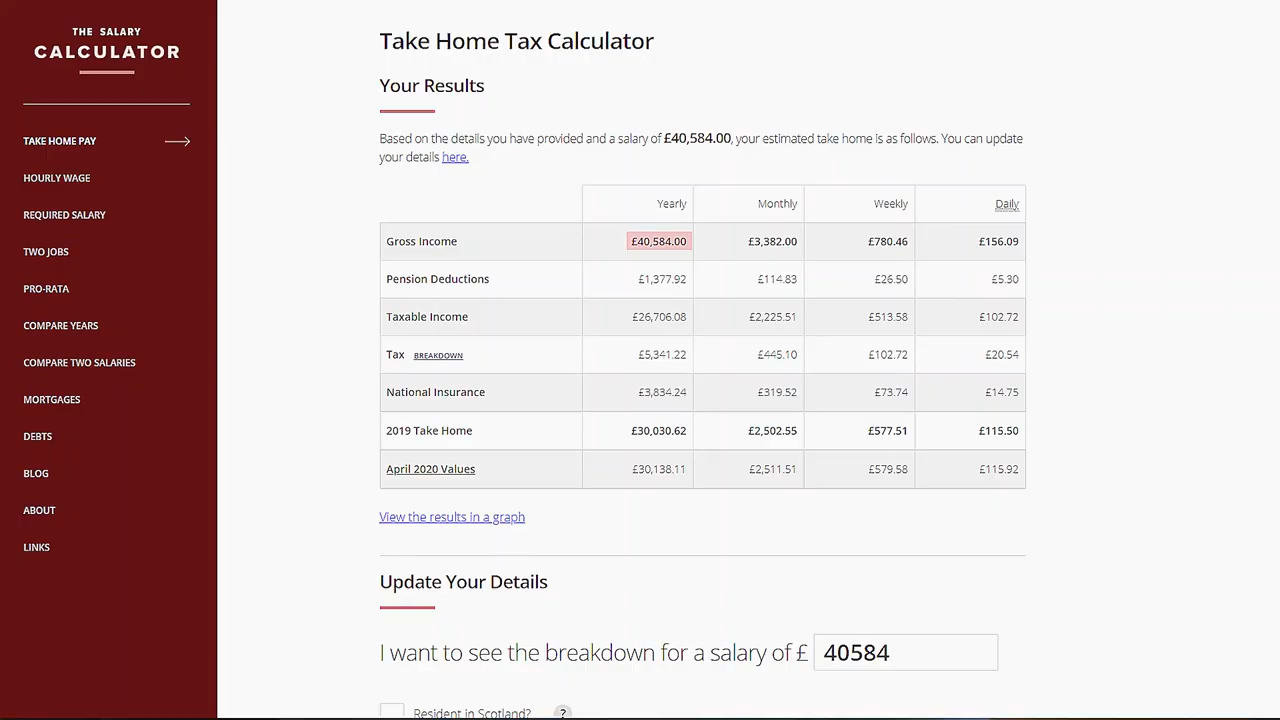 THE SALARY
CALCULATOR
TAKE HOME PAY
HOURLY WAGE
REQUIRED SALARY
TWO JOBS
PRO-RATA
COMPARE YEARS
COMPARE TWO SALARIES
MORTGAGES
DEBTS
BLOG
ABOUT
LINKS
Take Home Tax Calculator
Your Results
Based on the details you have provided and a salary of £40,584.00, your estimated take home is as follows. You can update
your details here.
Yearly Monthly Weekly Daily
Gross Income £40,584.00 £3,382.00 £780.46 £156.09
Pension Deductions £1,377.92 £114.83 £26.50 £5.30
Taxable Income £26,706.08 £2,225.51 £513.58 £102.72
Tax BREAKDOWN £5,341.22 £445.10 £102.72 £20.54
National Insurance £3,834.24 £319.52 £73.74 £14.75
2019 Take Home £30,030.62 £2,502.55 £577.51 £115.50
April 2020 Values £30,138.11 £2,511.51 £579.58 £115.92
View the results in a graph
Update Your Details
I want to see the breakdown for a salary of £ 40584
Resident in Scotland? ?